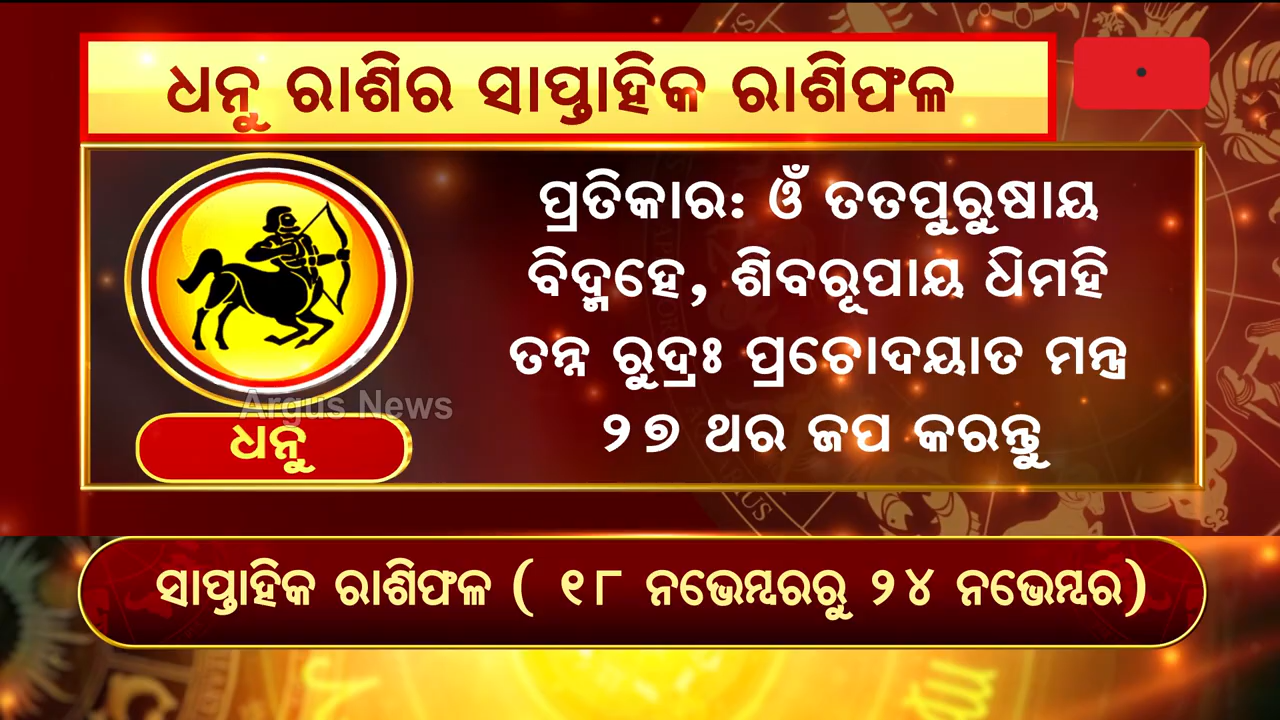 ଧନୁ ରାଶିର ସାପ୍ତାହିକ ରାଶିଫଳ
ପ୍ରତିକାର: ଓଁ ତତପୁରୁଷାୟ
ବିଦ୍ମହେ, ଶିବରୂପାୟ ଧିମହି
ତନ୍ନ ରୁଦ୍ରଃ ପ୍ରଚୋଦୟାତ ମନ୍ତ୍ର
୨୭ ଥର ଜପ କରନ୍ତୁ
Argus News
ଧନୁ
ସାପ୍ତାହିକ ରାଶିଫଳ ( ୧୮ ନଭେମ୍ବରରୁ ୨୪ ନଭେମ୍ବର)